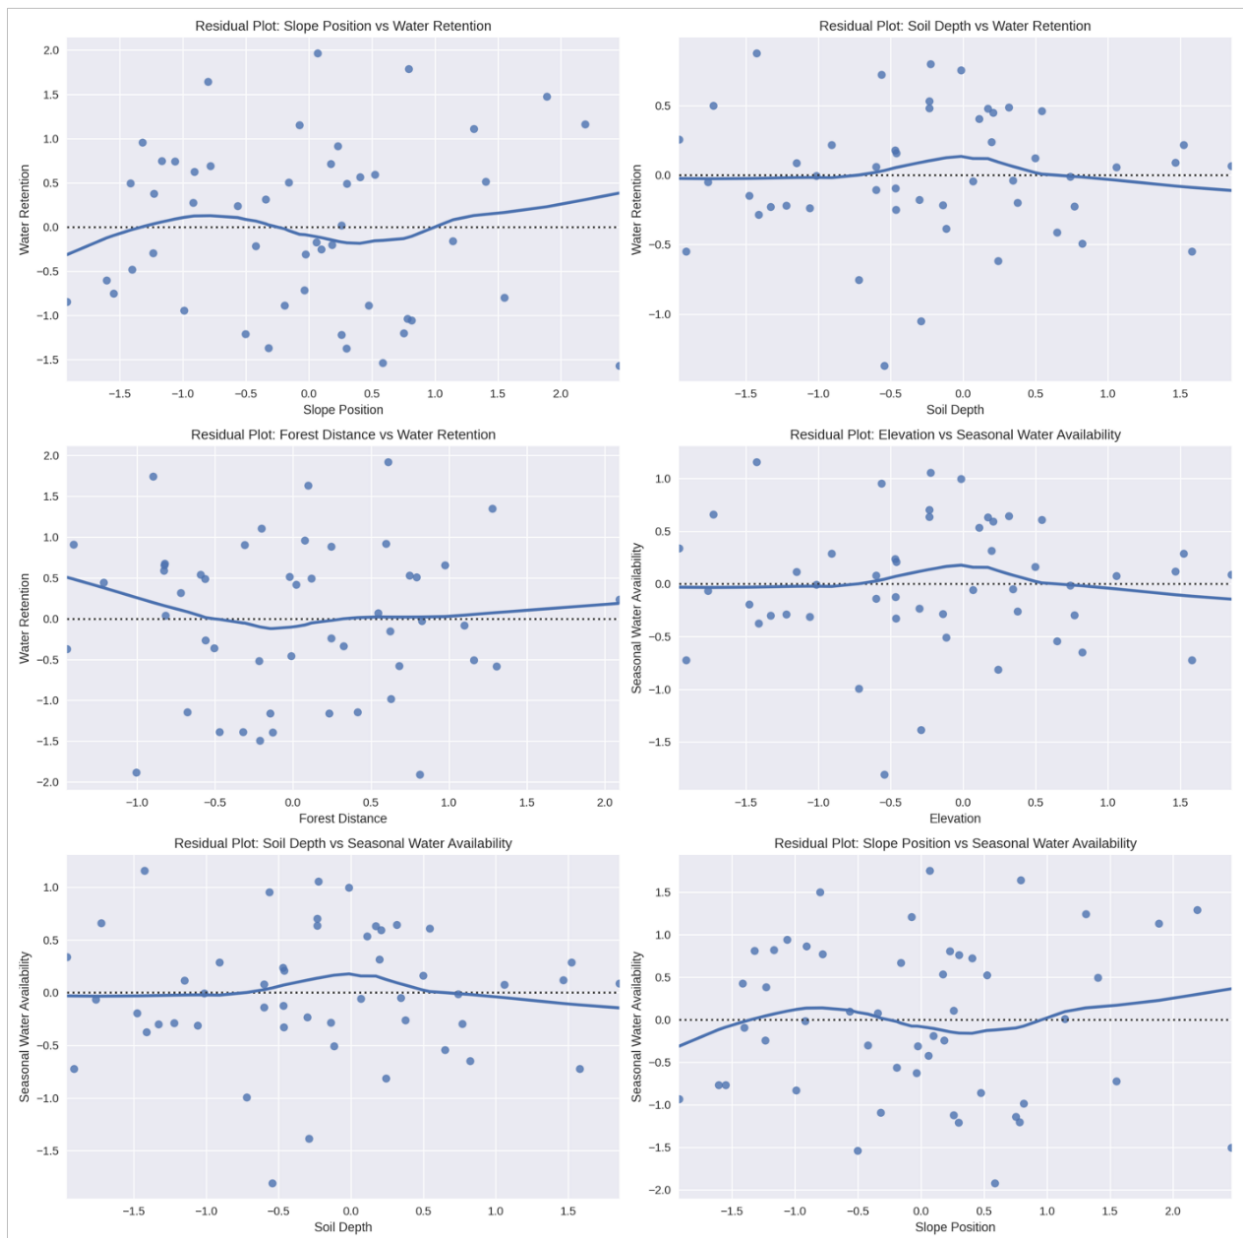 Residual Plot: Slope Position vs Water Retention
2.0
1.5
1.0
0.5
0.0
−0.5
−1.0
−1.5
Water Retention
−1.5 −1.0 −0.5 0.0 0.5 1.0 1.5 2.0
Slope Position
Residual Plot: Soil Depth vs Water Retention
0.5
0.0
−0.5
−1.0
Water Retention
−1.5 −1.0 −0.5 0.0 0.5 1.0 1.5
Soil Depth
Residual Plot: Forest Distance vs Water Retention
2.0
1.5
1.0
0.5
0.0
−0.5
−1.0
−1.5
−2.0
Water Retention
−1.0 −0.5 0.0 0.5 1.0 1.5 2.0
Forest Distance
Residual Plot: Elevation vs Seasonal Water Availability
1.0
0.5
0.0
−0.5
−1.0
−1.5
Seasonal Water Availability
−1.5 −1.0 −0.5 0.0 0.5 1.0 1.5
Elevation
Residual Plot: Soil Depth vs Seasonal Water Availability
1.0
0.5
0.0
−0.5
−1.0
−1.5
Seasonal Water Availability
−1.5 −1.0 −0.5 0.0 0.5 1.0 1.5
Soil Depth
Residual Plot: Slope Position vs Seasonal Water Availability
1.5
1.0
0.5
0.0
−0.5
−1.0
−1.5
−2.0
Seasonal Water Availability
−1.5 −1.0 −0.5 0.0 0.5 1.0 1.5 2.0
Slope Position